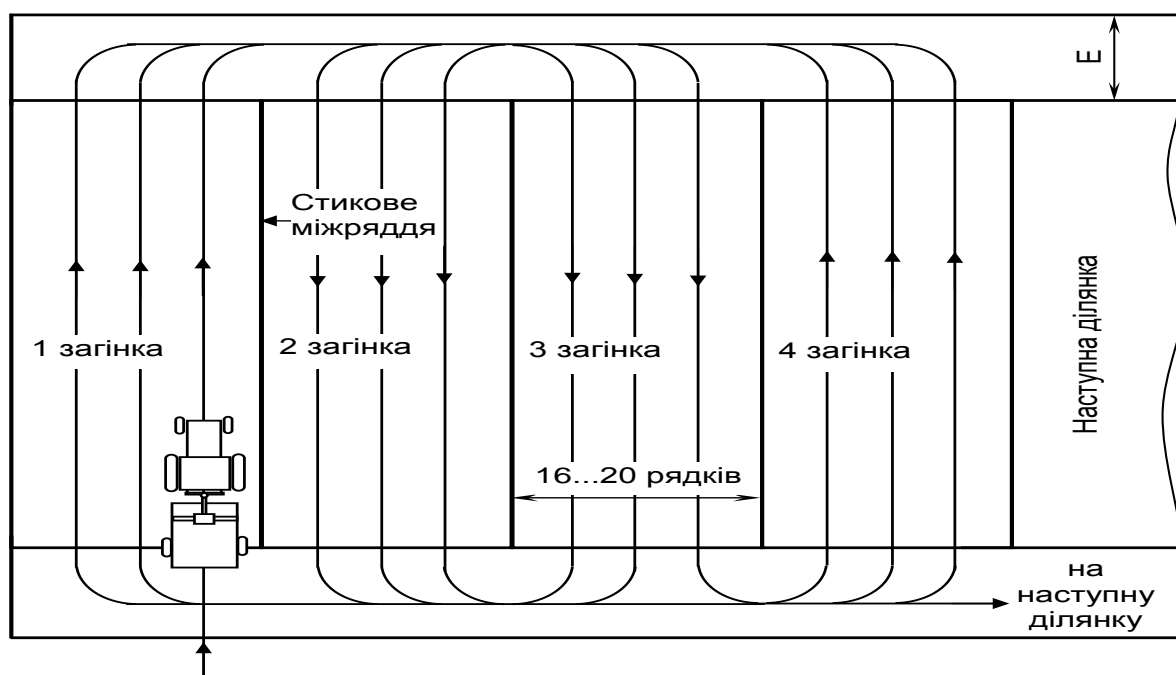 E
Стикове
міжряддя
Наступна ділянка
1 загінка
2 загінка
3 загінка
4 загінка
16...20 рядків
на
наступну
ділянку